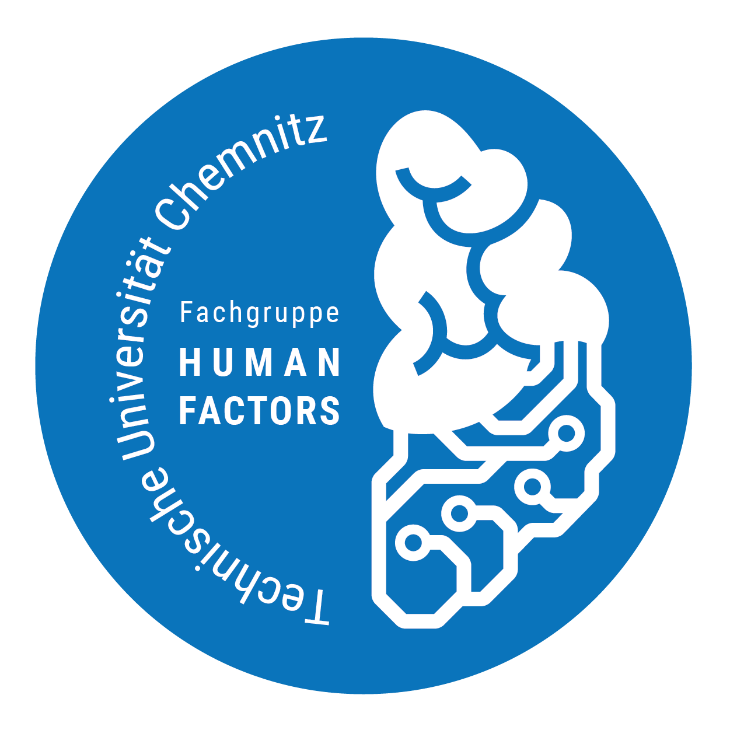 Technische Universität Chemnitz
Fachgruppe
HUMAN
FACTORS